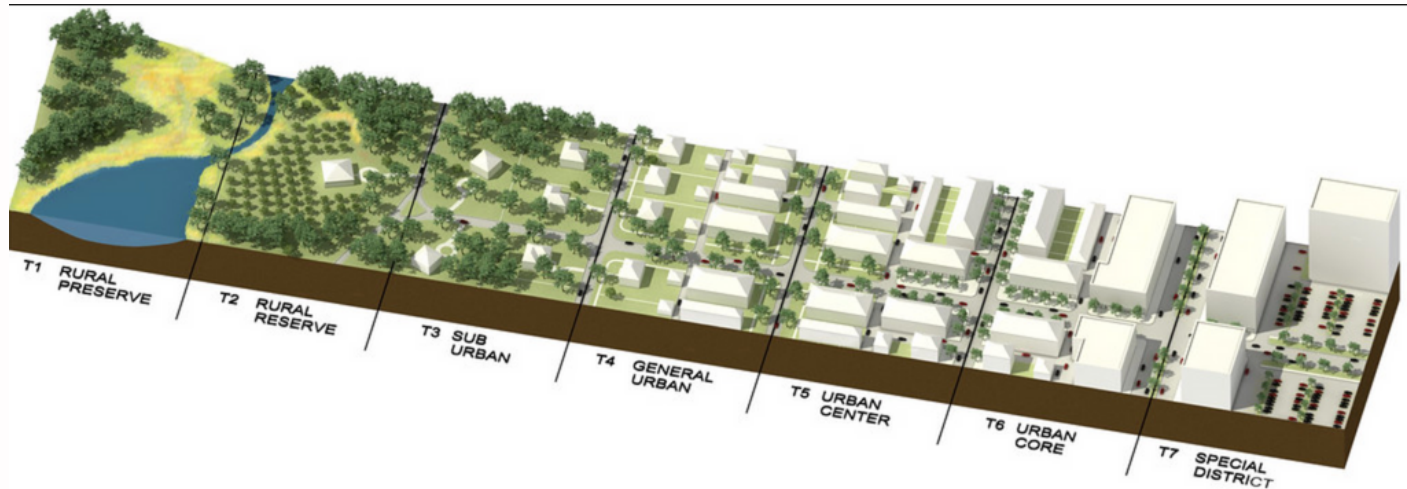 T1 RURAL
PRESERVE
T2 RURAL
RESERVE
T3 SUB
URBAN
T4 GENERAL
URBAN
T5 URBAN
CENTER
T6 URBAN
CORE
T7 SPECIAL
DISTRICT